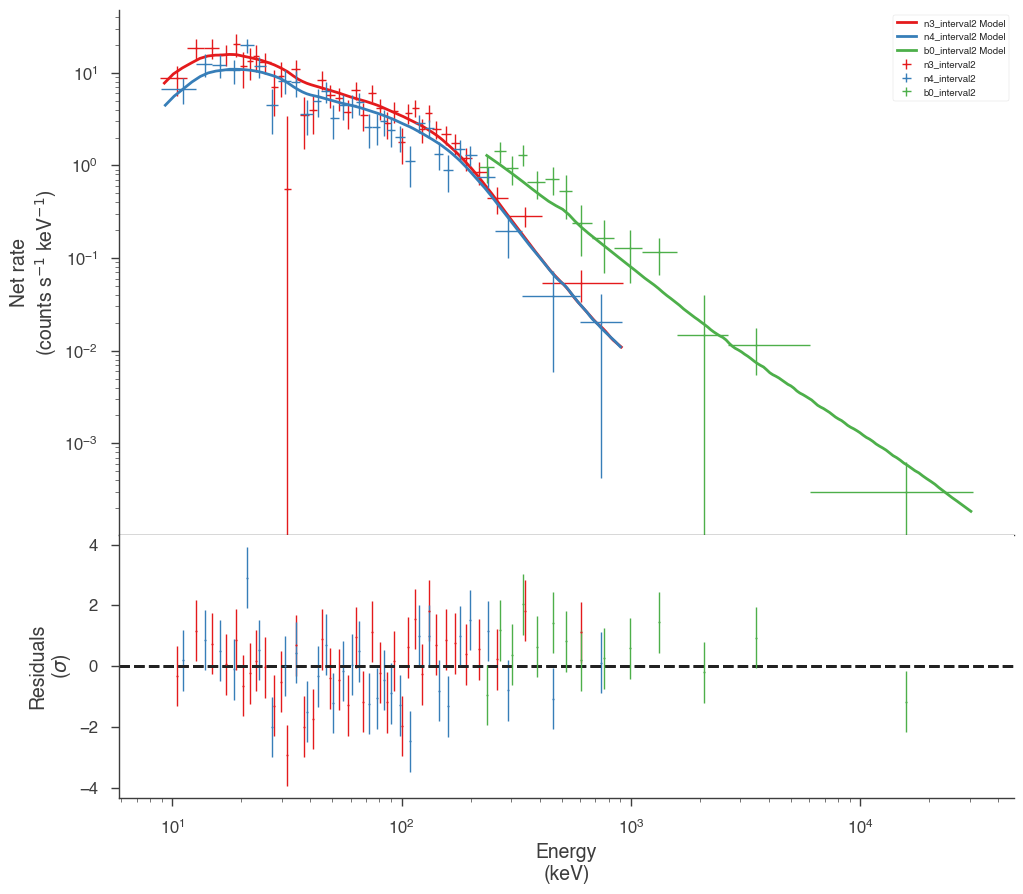 n3_interval2 Model
n4_interval2 Model
b0_interval2 Model
n3_interval2
n4_interval2
b0_interval2
Net rate
(counts s⁻¹ keV⁻¹)
10¹
10⁰
10⁻¹
10⁻²
10⁻³
Residuals
(σ)
4
2
0
−2
−4
10¹ 10² 10³ 10⁴
Energy
(keV)